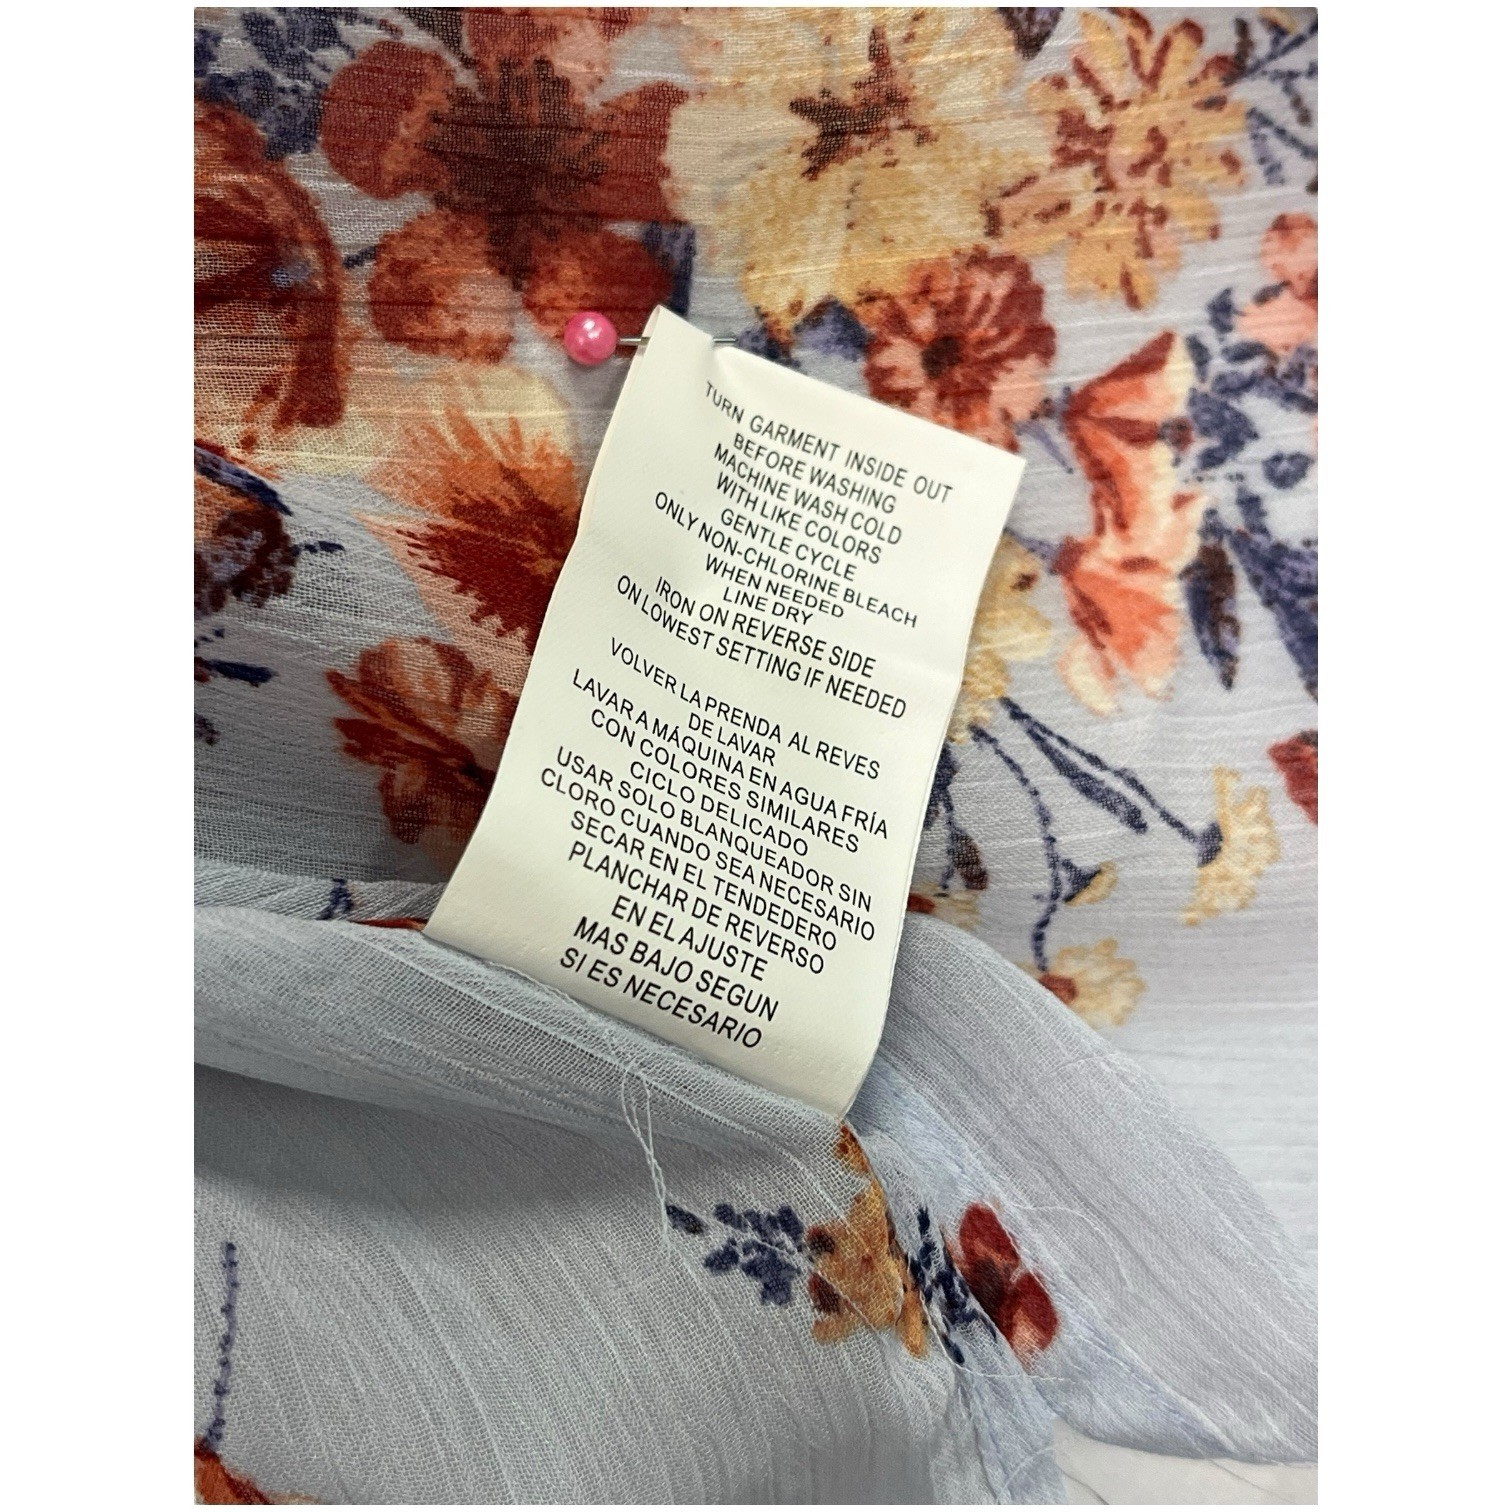 TURN GARMENT INSIDE OUT
BEFORE WASHING
MACHINE WASH COLD
WITH LIKE COLORS
GENTLE CYCLE
ONLY NON-CHLORINE BLEACH
WHEN NEEDED
LINE DRY
IRON ON REVERSE SIDE
ON LOWEST SETTING IF NEEDED
VOLVER LA PRENDA AL REVES
DE LAVAR
LAVAR A MÁQUINA EN AGUA FRÍA
CON COLORES SIMILARES
CICLO DELICADO
USAR SOLO BLANQUEADOR SIN
CLORO CUANDO SEA NECESARIO
SECAR EN EL TENDEDERO
PLANCHAR DE REVERSO
EN EL AJUSTE
MAS BAJO SEGUN
SI ES NECESARIO